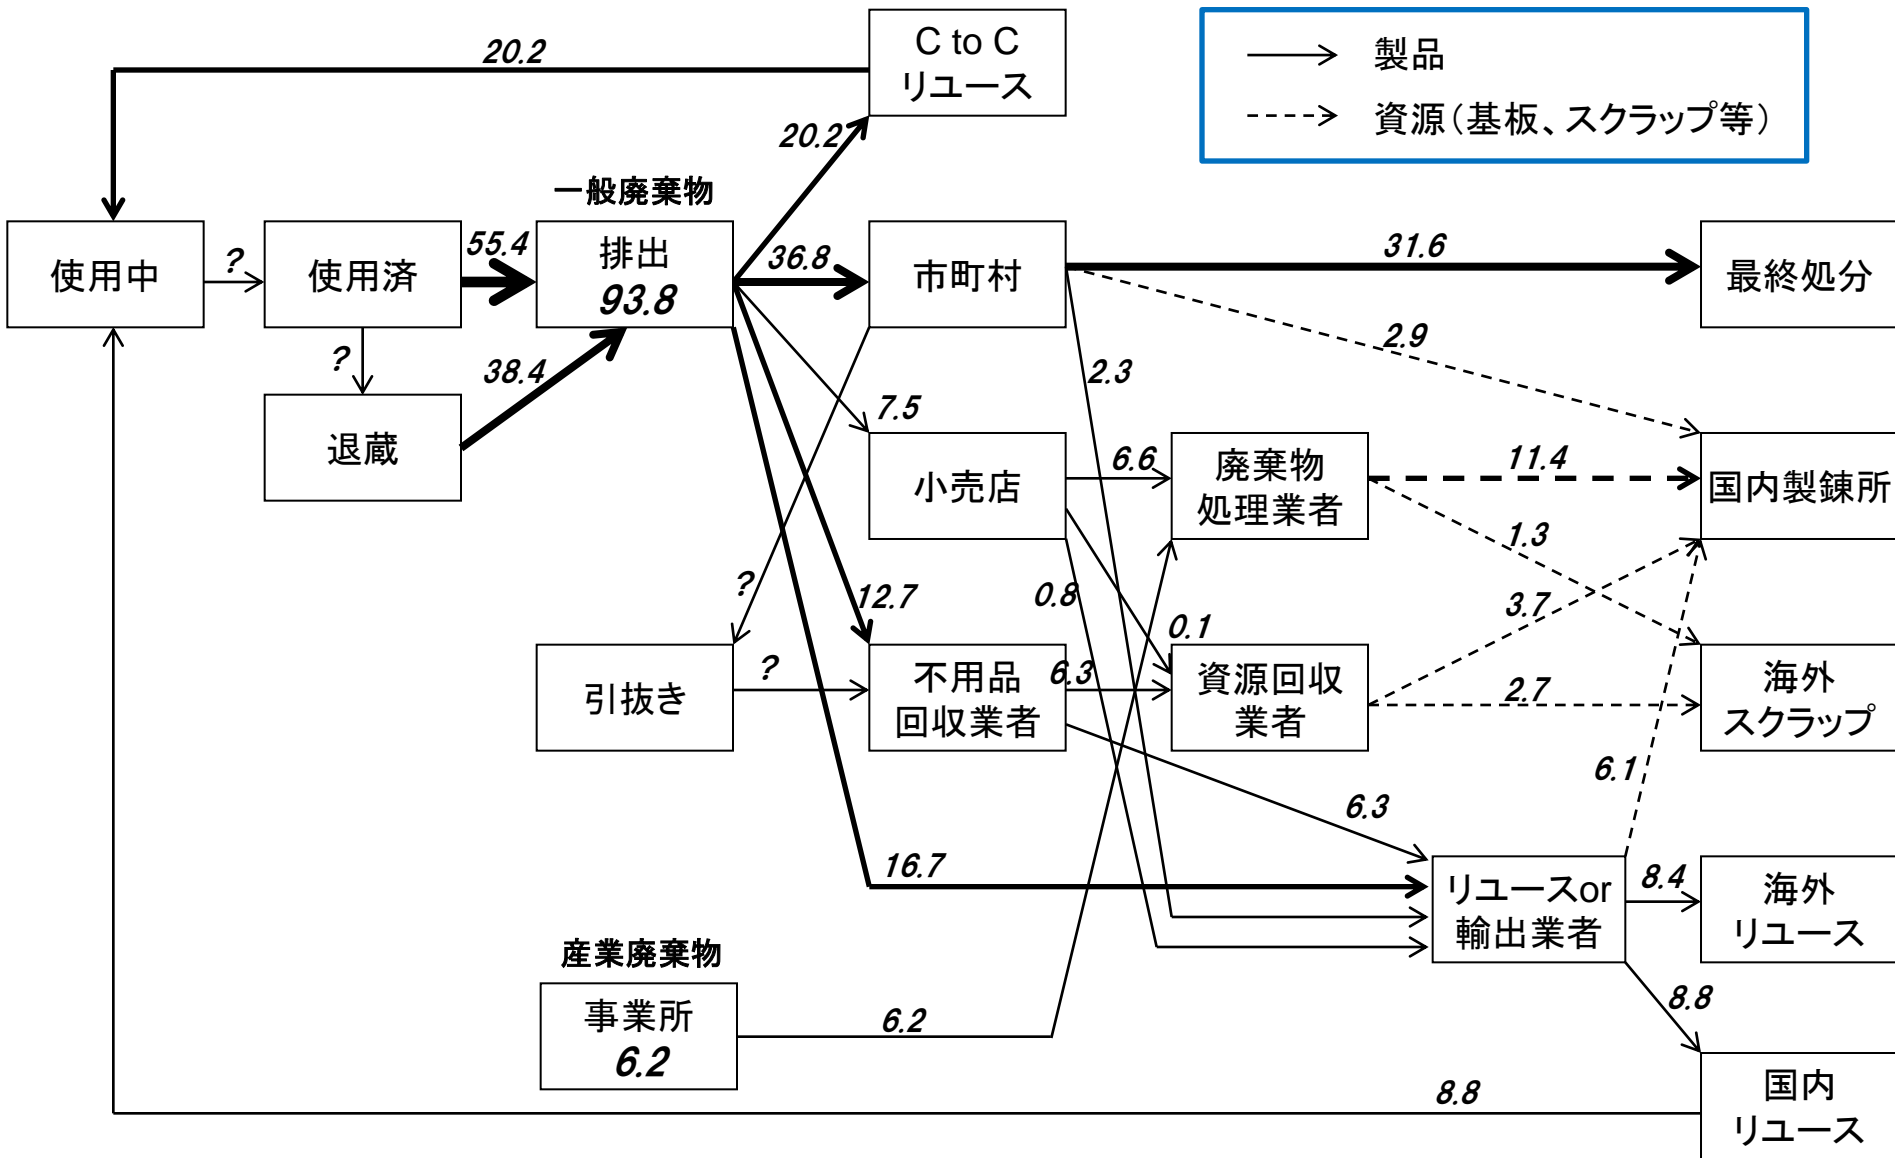 C to C
リユース
20.2
製品
資源（基板、スクラップ等）
20.2
一般廃棄物
使用中
?
使用済
55.4
排出
93.8
36.8
市町村
31.6
最終処分
?
38.4
2.3
2.9
退蔵
7.5
小売店
6.6
廃棄物
処理業者
11.4
国内製錬所
1.3
?
12.7
0.8
0.1
3.7
引抜き
?
不用品
回収業者
6.3
資源回収
業者
2.7
海外
スクラップ
6.1
6.3
16.7
リユースor
輸出業者
8.4
海外
リユース
産業廃棄物
事業所
6.2
6.2
8.8
8.8
国内
リユース